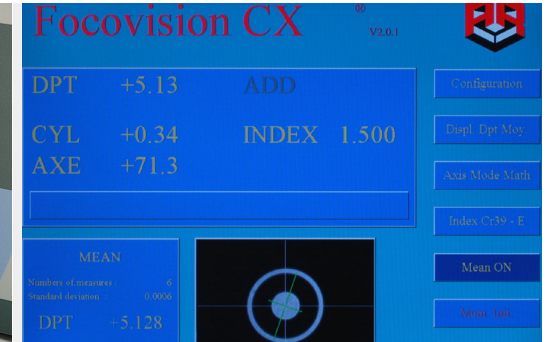 Focovision CX
®
V2.0.1
DPT +5.13 ADD
CYL +0.34 INDEX 1.500
AXE +71.3
Configuration
Displ. Dpt Moy.
Axis Mode Math
Index Cr39 - E
Mean ON
MEAN
Numbers of measures : 6
Standard deviation : 0.0006
DPT +5.128